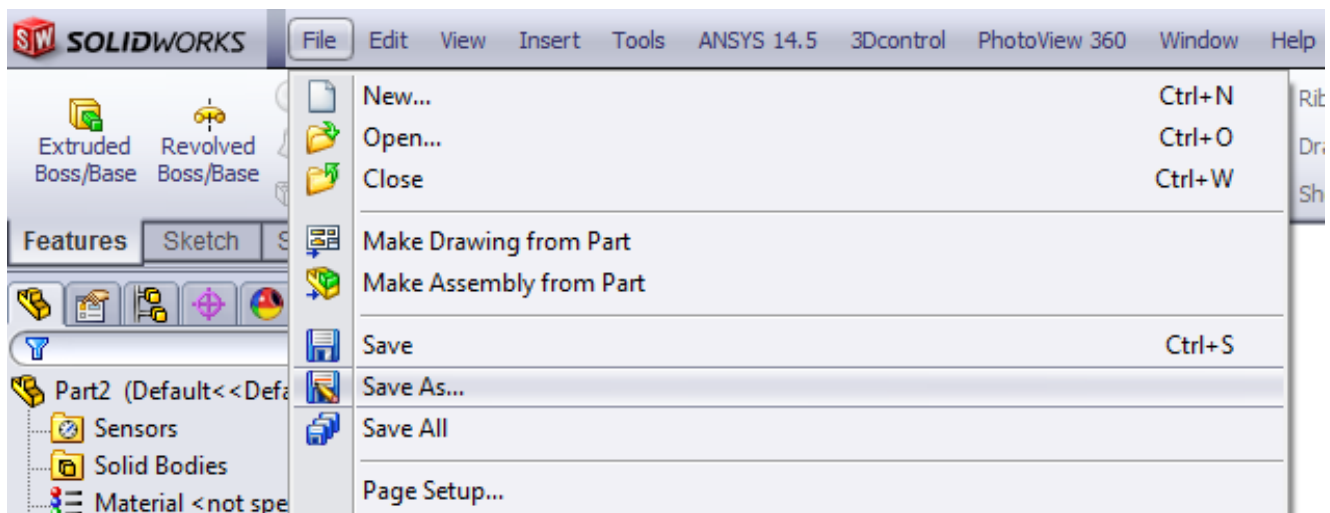 SOLIDWORKS File Edit View Insert Tools ANSYS 14.5 3Dcontrol PhotoView 360 Window Help
New... Ctrl+N
Open... Ctrl+O
Close Ctrl+W
Make Drawing from Part
Make Assembly from Part
Save Ctrl+S
Save As...
Save All
Page Setup...
Extruded Boss/Base
Revolved Boss/Base
Features Sketch
Part2 (Default<<Defa
Sensors
Solid Bodies
Material <not spe